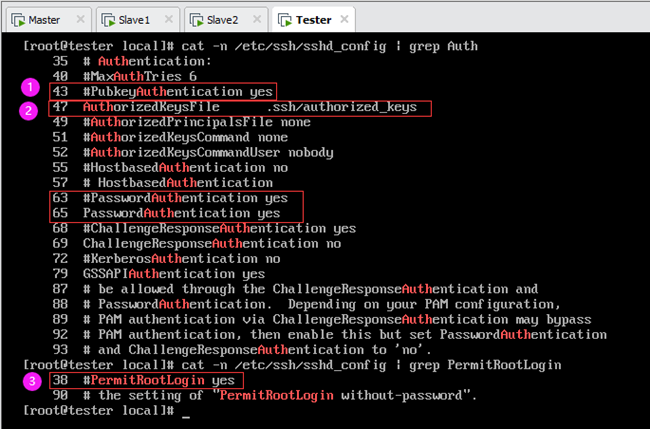 Master Slave1 Slave2 Tester
[root@tester local]# cat -n /etc/ssh/sshd_config | grep Auth
35 # Authentication:
40 #MaxAuthTries 6
1 43 #PubkeyAuthentication yes
2 47 AuthorizedKeysFile .ssh/authorized_keys
49 #AuthorizedPrincipalsFile none
51 #AuthorizedKeysCommand none
52 #AuthorizedKeysCommandUser nobody
55 #HostbasedAuthentication no
57 # HostbasedAuthentication
63 #PasswordAuthentication yes
65 PasswordAuthentication yes
68 #ChallengeResponseAuthentication yes
69 ChallengeResponseAuthentication no
72 #KerberosAuthentication no
79 GSSAPIAuthentication yes
87 # be allowed through the ChallengeResponseAuthentication and
88 # PasswordAuthentication. Depending on your PAM configuration,
89 # PAM authentication via ChallengeResponseAuthentication may bypass
92 # PAM authentication, then enable this but set PasswordAuthentication
93 # and ChallengeResponseAuthentication to 'no'.
[root@tester local]# cat -n /etc/ssh/sshd_config | grep PermitRootLogin
3 38 #PermitRootLogin yes
90 # the setting of "PermitRootLogin without-password".
[root@tester local]# _